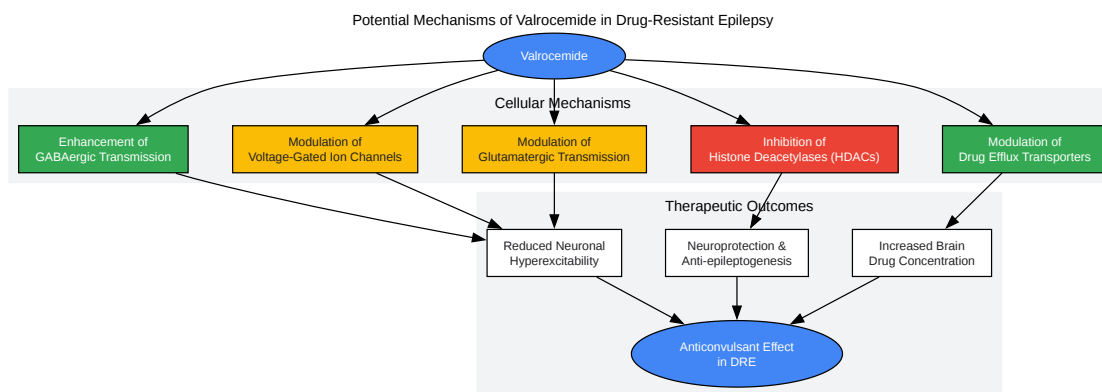 Potential Mechanisms of Valrocemide in Drug-Resistant Epilepsy
Valrocemide
Cellular Mechanisms
Enhancement of
GABAergic Transmission
Modulation of
Voltage-Gated Ion Channels
Modulation of
Glutamatergic Transmission
Inhibition of
Histone Deacetylases (HDACs)
Modulation of
Drug Efflux Transporters
Therapeutic Outcomes
Reduced Neuronal
Hyperexcitability
Neuroprotection &
Anti-epileptogenesis
Increased Brain
Drug Concentration
Anticonvulsant Effect
in DRE